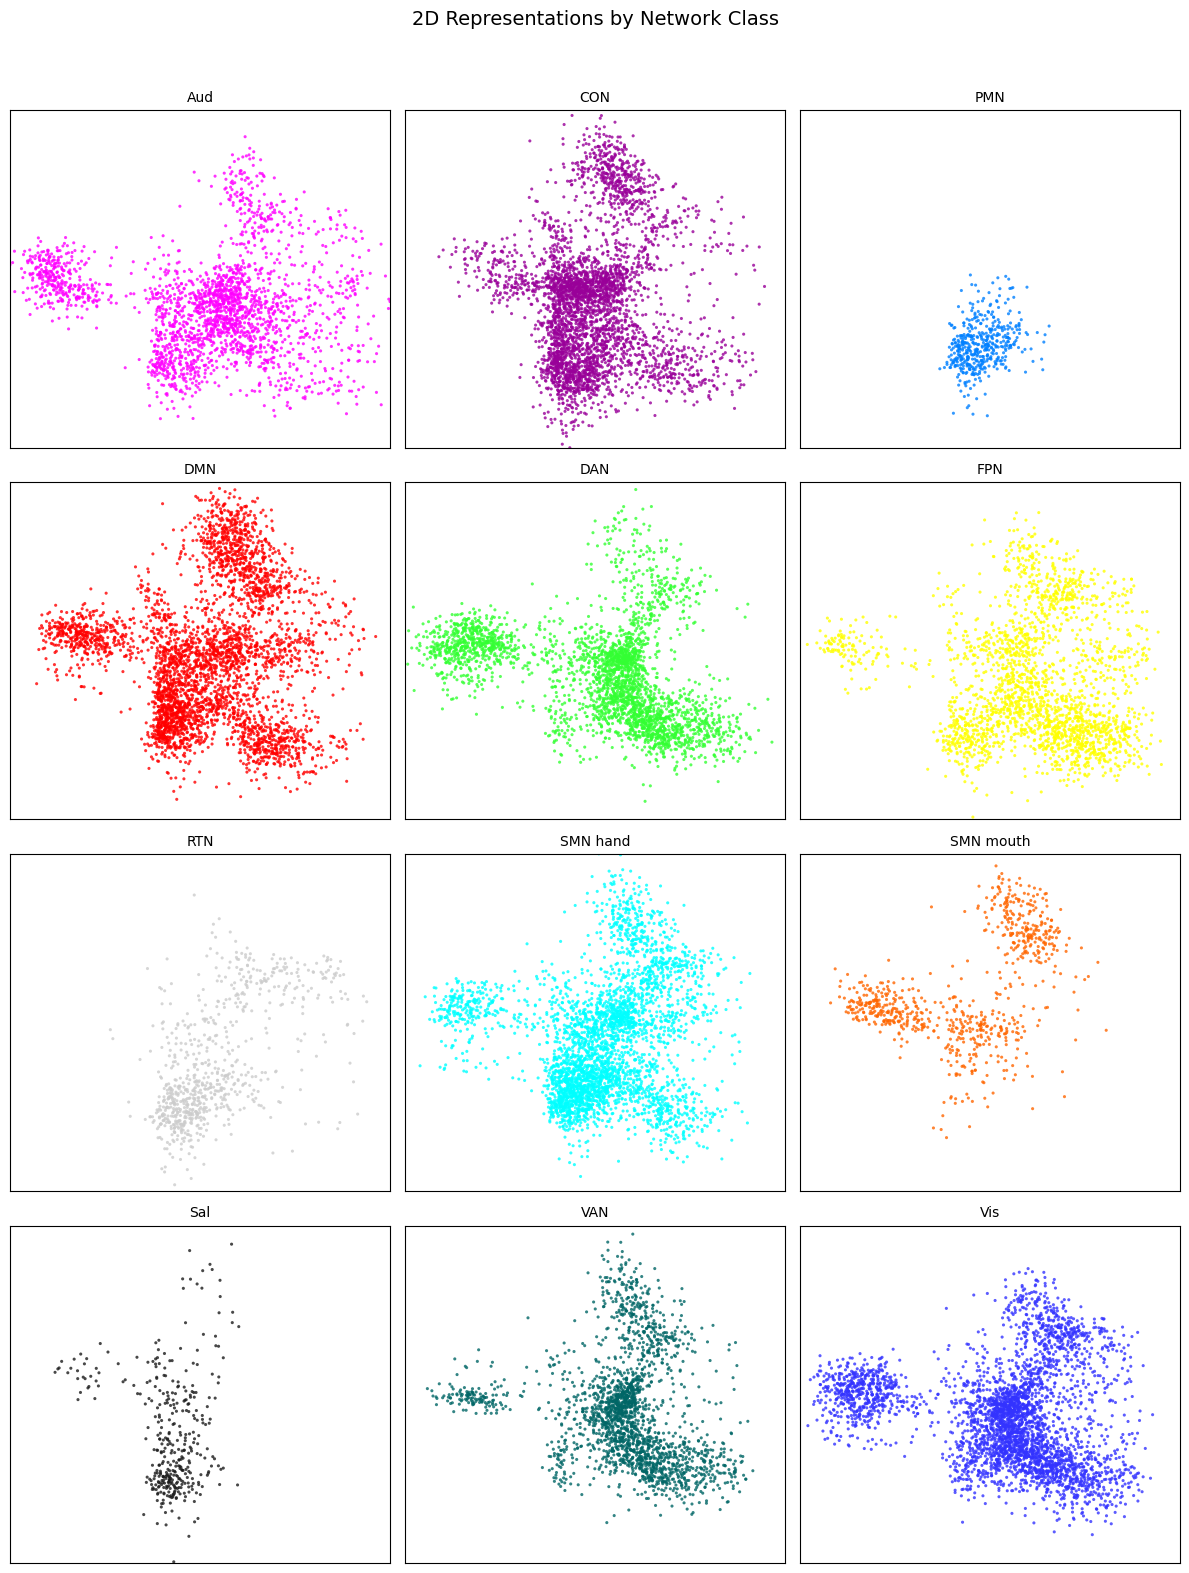 2D Representations by Network Class
Aud
CON
PMN
DMN
DAN
FPN
RTN
SMN hand
SMN mouth
Sal
VAN
Vis